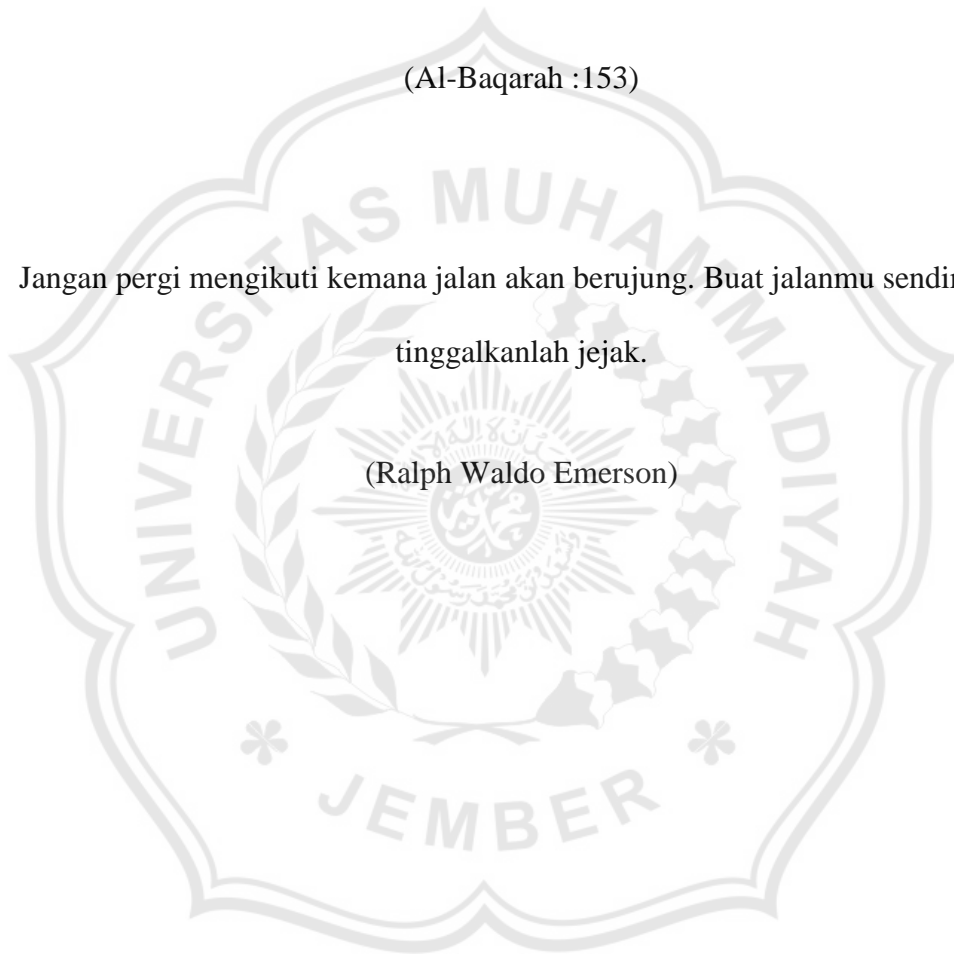 (Al-Baqarah :153)
Jangan pergi mengikuti kemana jalan akan berujung. Buat jalanmu
tinggalkanlah jejak.
(Ralph Waldo Emerson)
UNIVERSITAS MUHAMMADIYAH
JEMBER